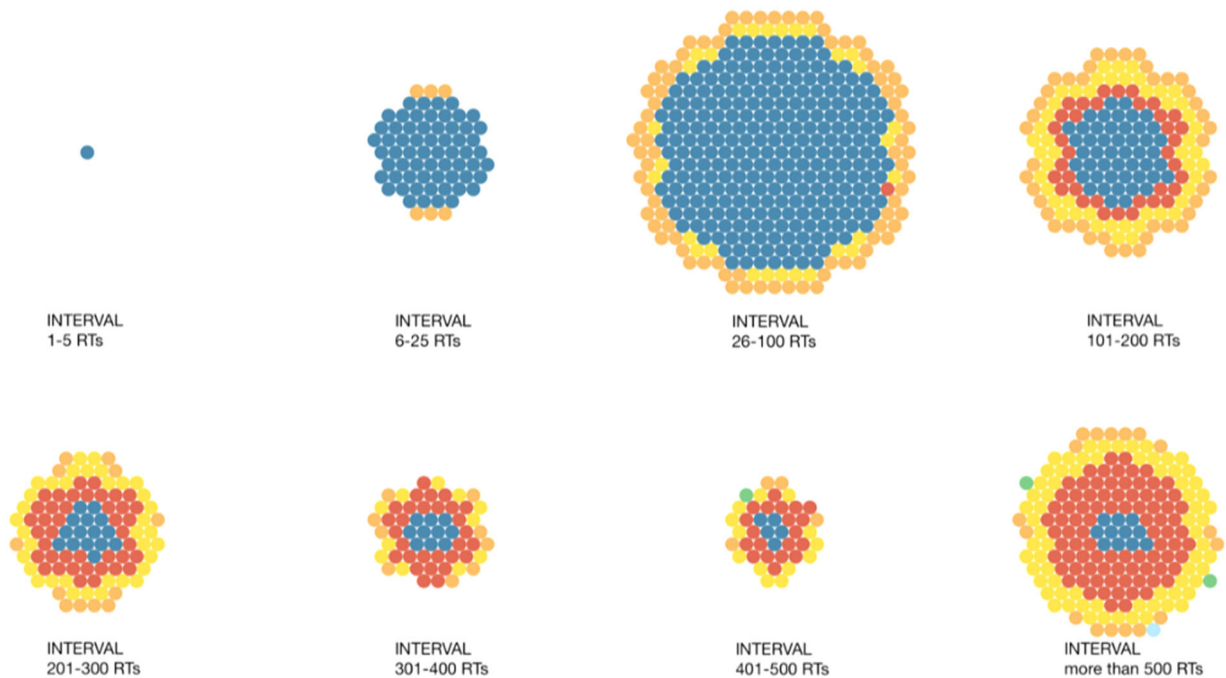 INTERVAL
1-5 RTs
INTERVAL
6-25 RTs
INTERVAL
26-100 RTs
INTERVAL
101-200 RTs
INTERVAL
201-300 RTs
INTERVAL
301-400 RTs
INTERVAL
401-500 RTs
INTERVAL
more than 500 RTs